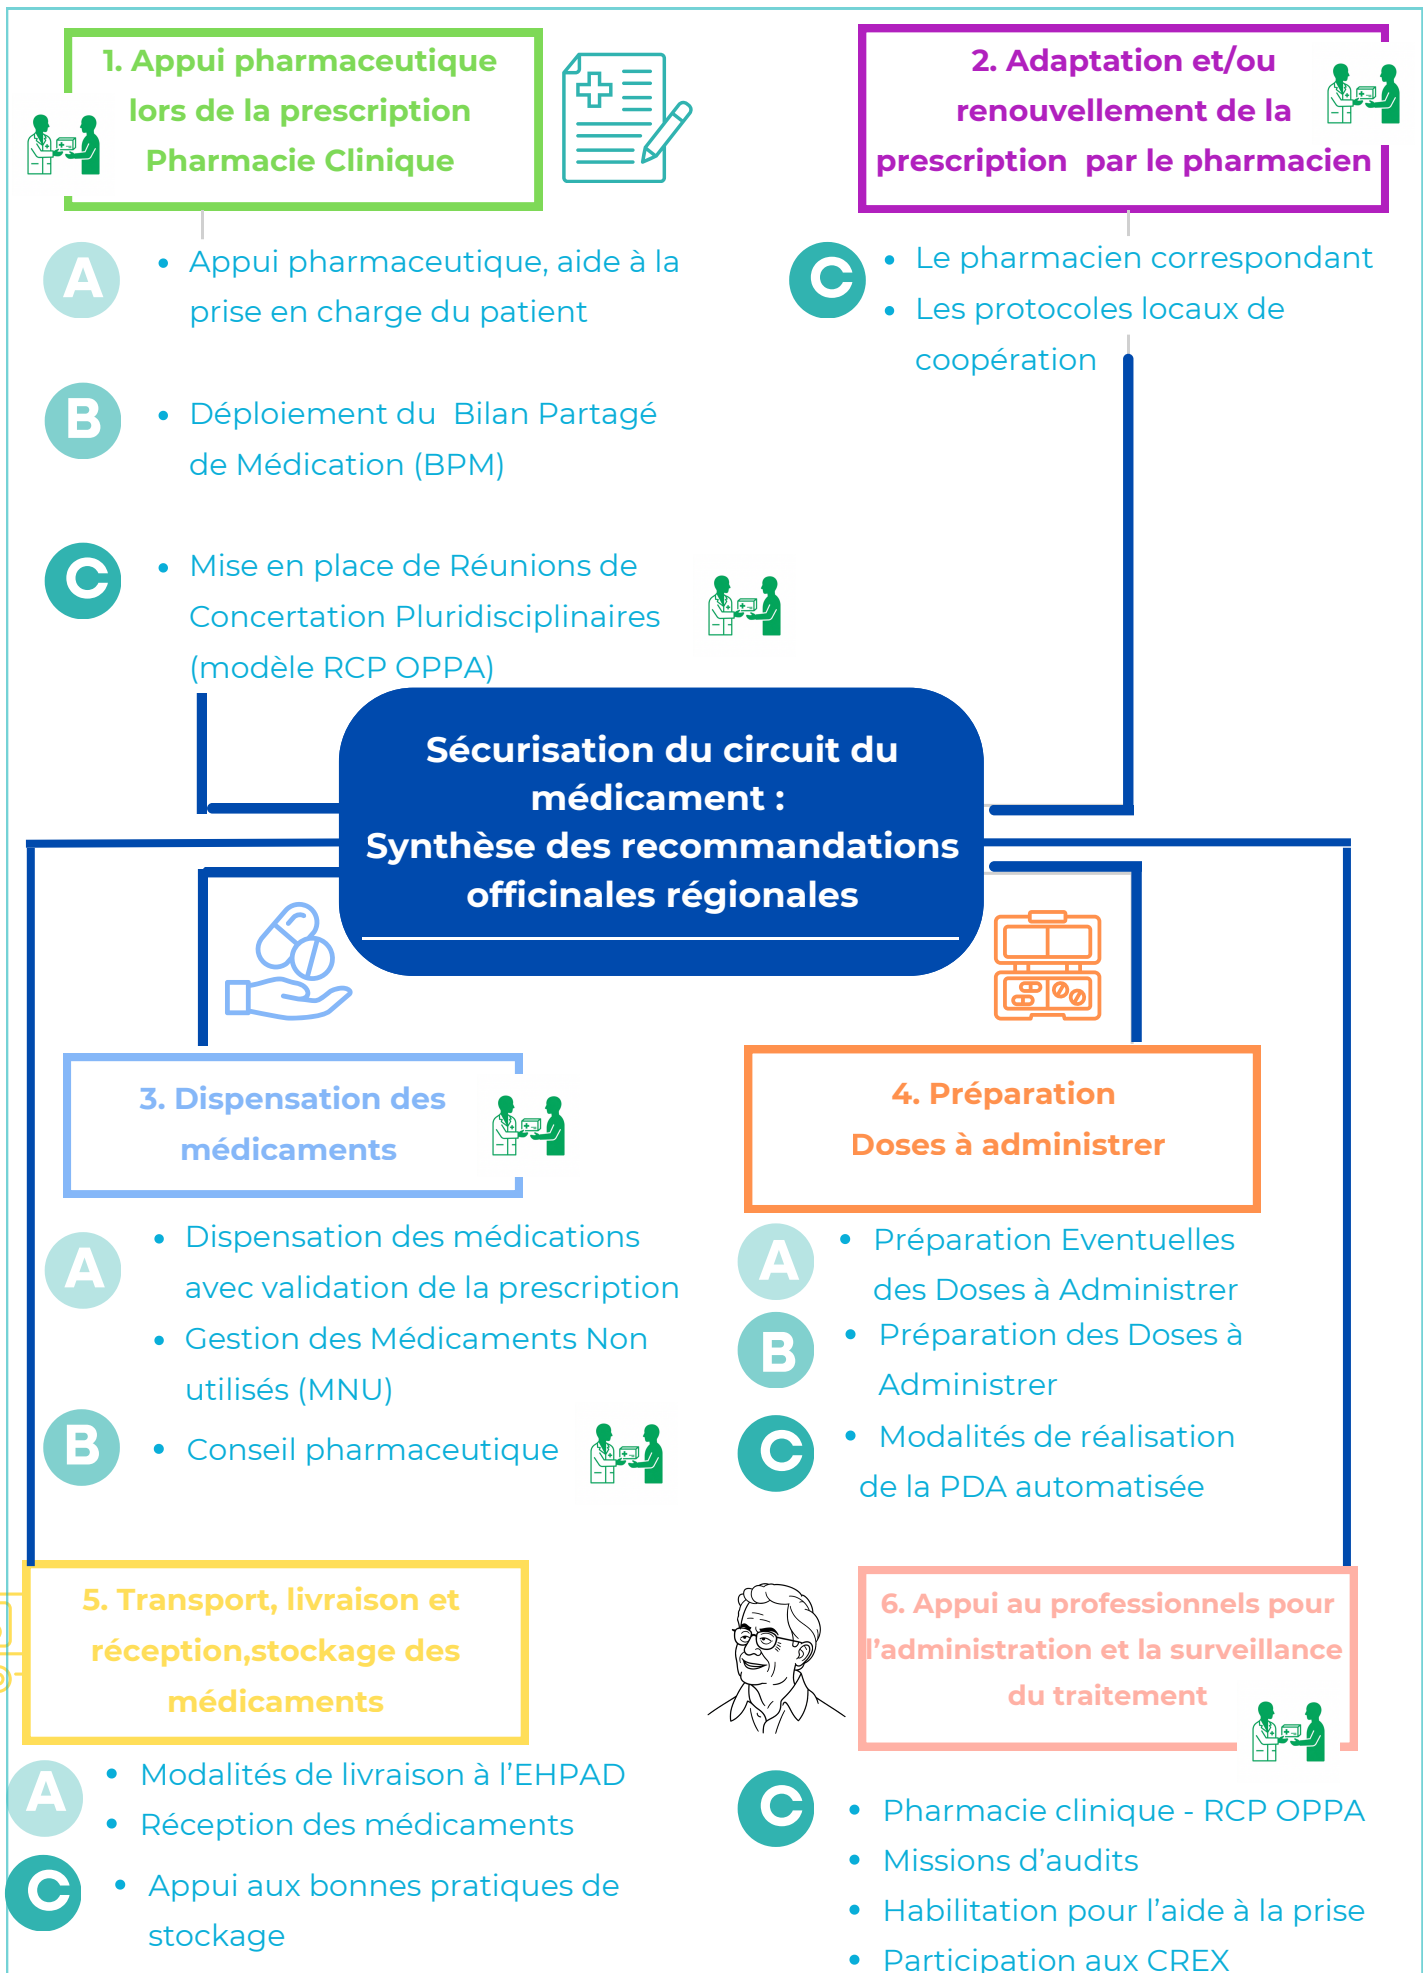 1. Appui pharmaceutique
lors de la prescription
Pharmacie Clinique
A
• Appui pharmaceutique, aide à la
prise en charge du patient
B
• Déploiement du Bilan Partagé
de Médication (BPM)
C
• Mise en place de Réunions de
Concertation Pluridisciplinaires
(modèle RCP OPPA)
2. Adaptation et/ou
renouvellement de la
prescription par le pharmacien
C
• Le pharmacien correspondant
• Les protocoles locaux de
coopération
Sécurisation du circuit du
médicament :
Synthèse des recommandations
officinales régionales
3. Dispensation des
médicaments
A
• Dispensation des médications
avec validation de la prescription
• Gestion des Médicaments Non
utilisés (MNU)
B
• Conseil pharmaceutique
4. Préparation
Doses à administrer
A
• Préparation Eventuelles
des Doses à Administrer
B
• Préparation des Doses à
Administrer
C
• Modalités de réalisation
de la PDA automatisée
5. Transport, livraison et
réception,stockage des
médicaments
A
• Modalités de livraison à l'EHPAD
• Réception des médicaments
C
• Appui aux bonnes pratiques de
stockage
6. Appui au professionnels pour
l'administration et la surveillance
du traitement
C
• Pharmacie clinique - RCP OPPA
• Missions d'audits
• Habilitation pour l'aide à la prise
• Participation aux CREX